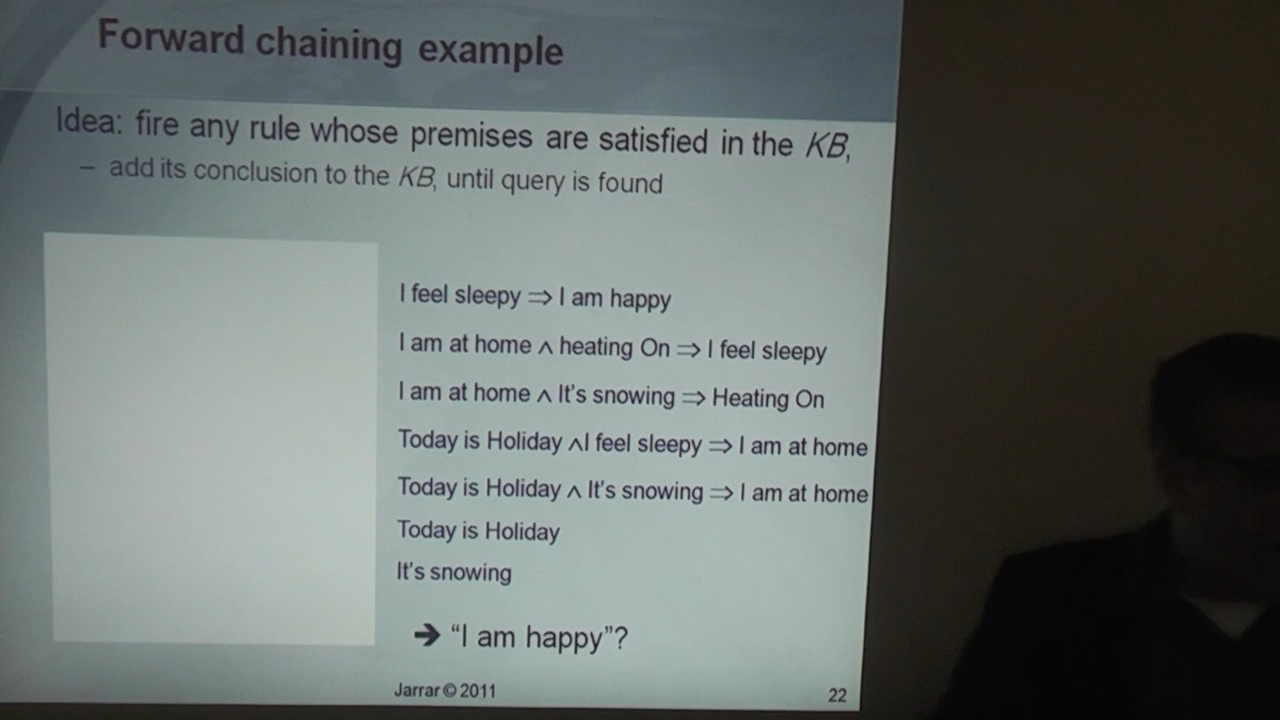 Forward chaining example
Idea: fire any rule whose premises are satisfied in the KB,
– add its conclusion to the KB, until query is found
I feel sleepy ⇒ I am happy
I am at home ∧ heating On ⇒ I feel sleepy
I am at home ∧ It's snowing ⇒ Heating On
Today is Holiday ∧I feel sleepy ⇒ I am at home
Today is Holiday ∧ It's snowing ⇒ I am at home
Today is Holiday
It's snowing
➔ “I am happy”?
Jarrar © 2011
22